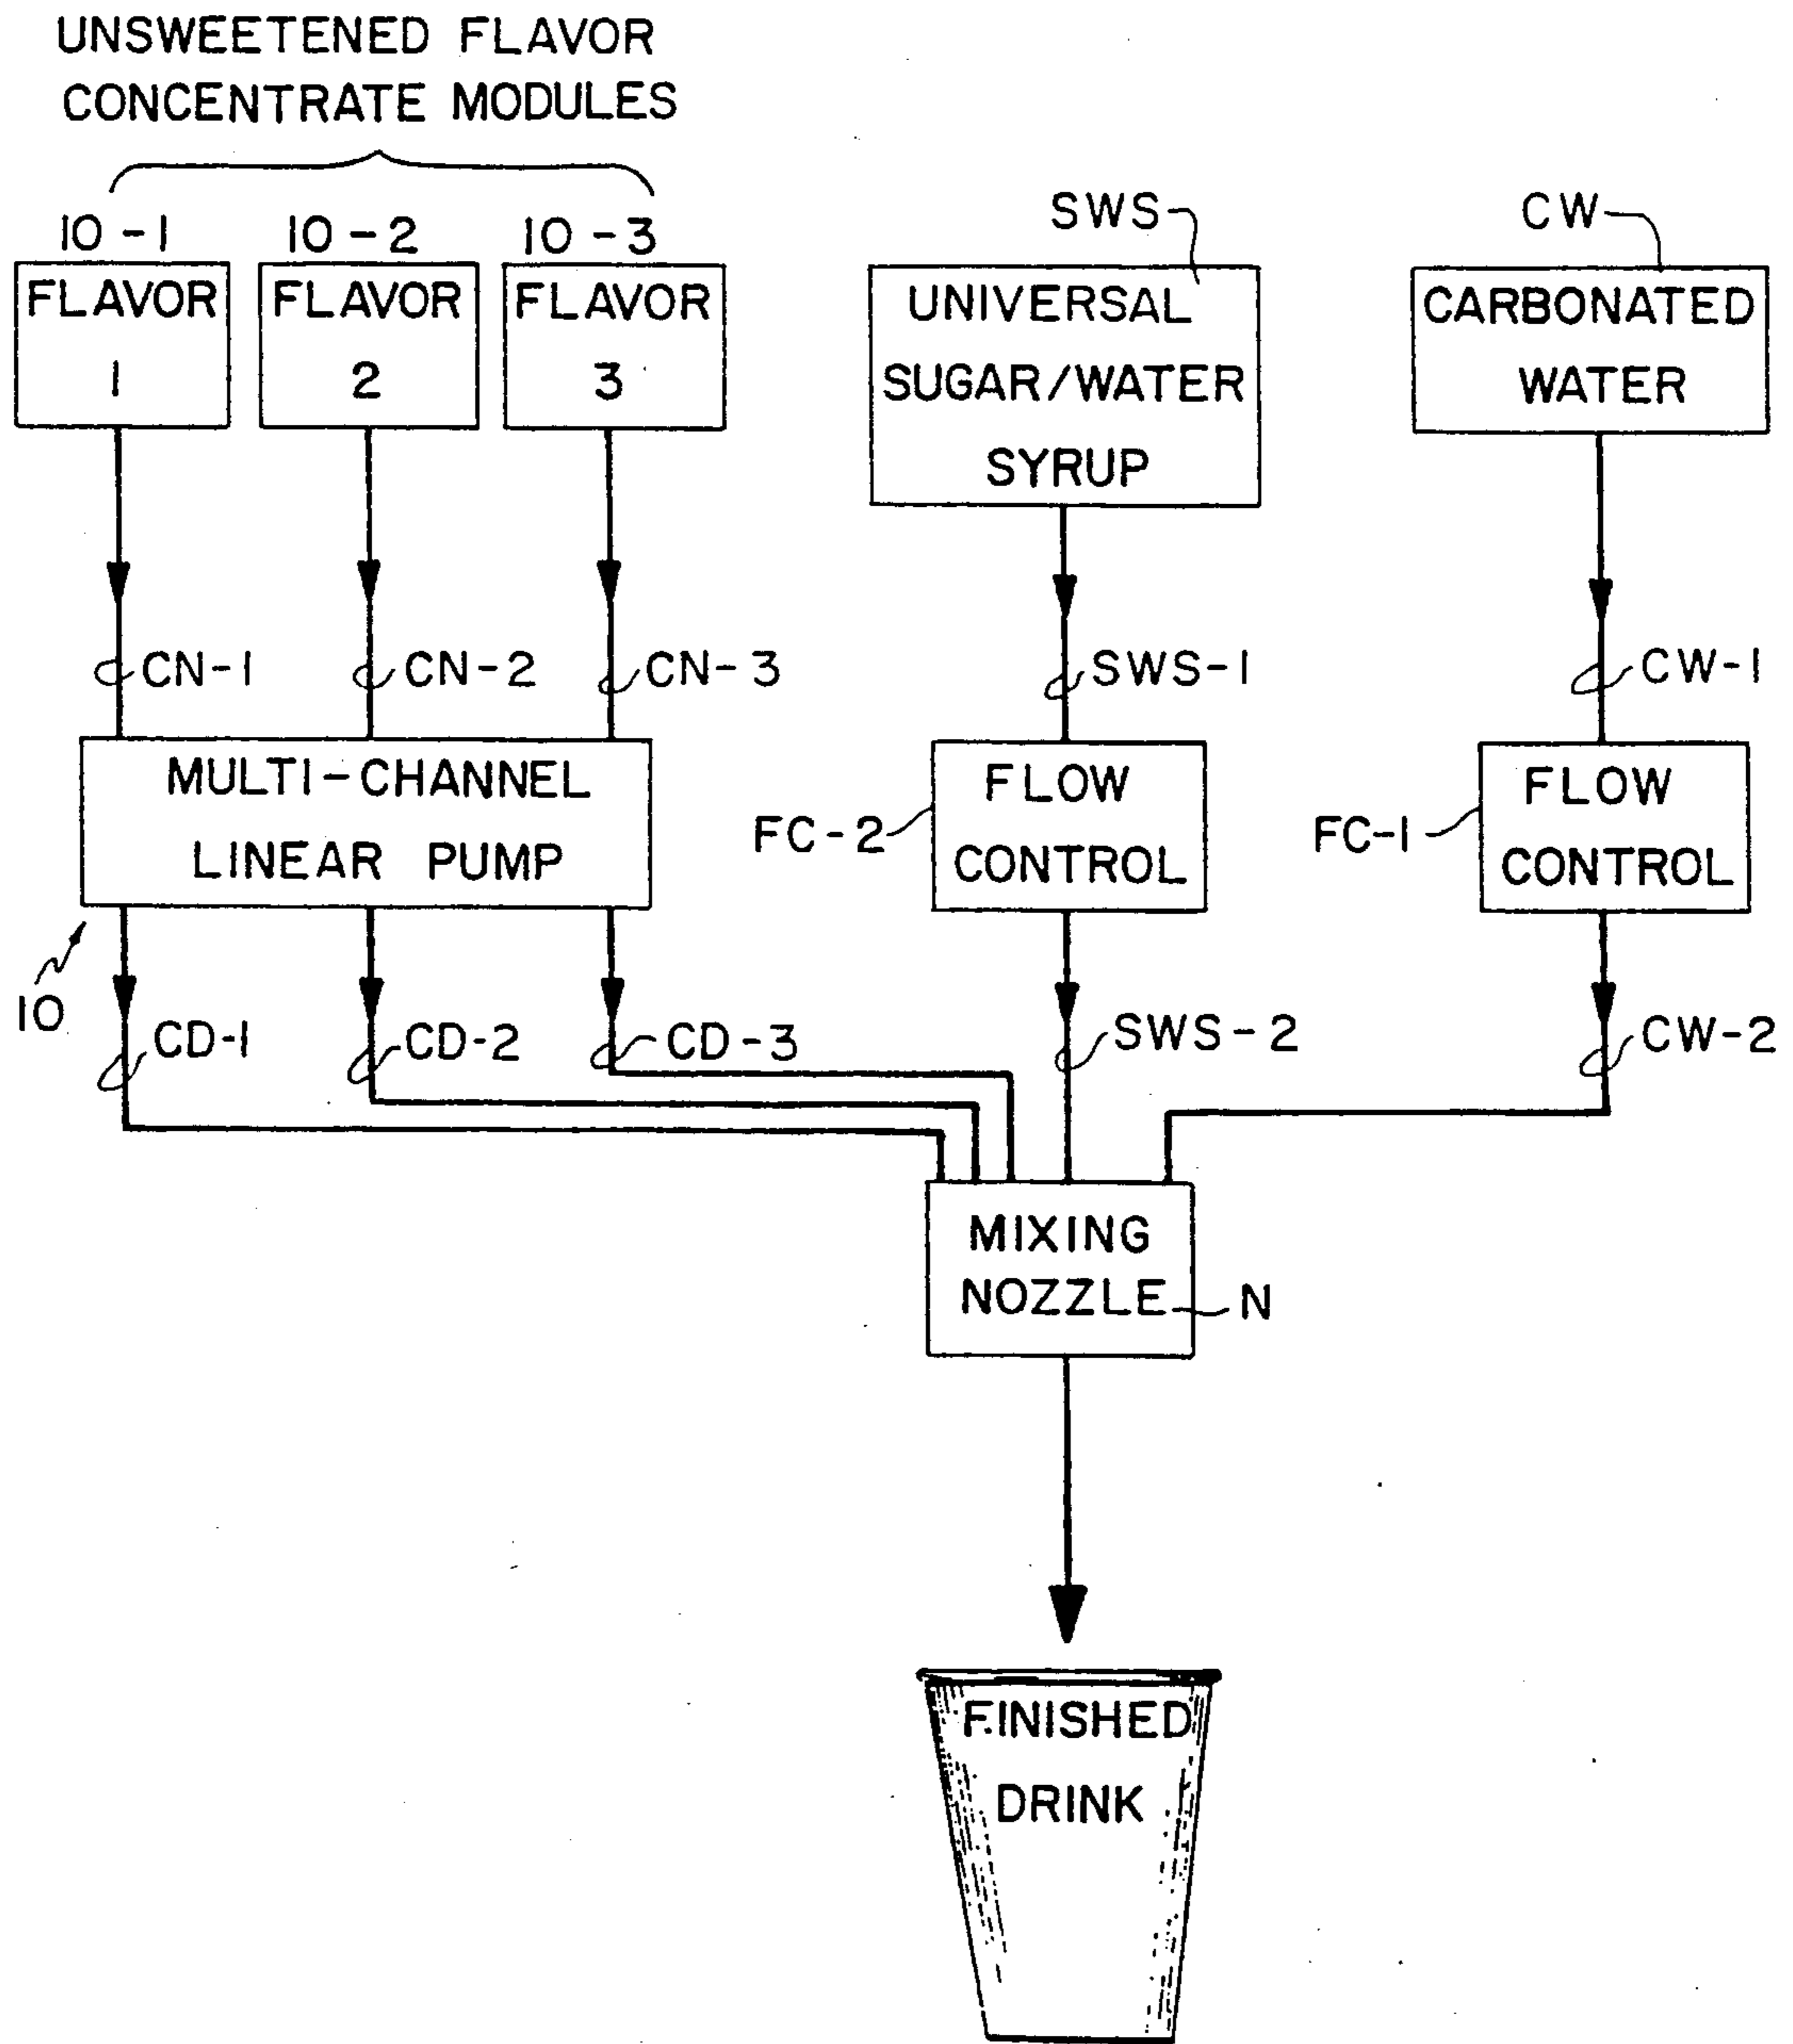 UNSWEETENED FLAVOR
CONCENTRATE MODULES
10-1
10-2
10-3
SWS
CW
FLAVOR
1
FLAVOR
2
FLAVOR
3
UNIVERSAL
SUGAR/WATER
SYRUP
CARBONATED
WATER
CN-1
CN-2
CN-3
SWS-1
CW-1
MULTI-CHANNEL
LINEAR PUMP
FC-2
FLOW
CONTROL
FC-1
FLOW
CONTROL
10
CD-1
CD-2
CD-3
SWS-2
CW-2
MIXING
NOZZLE
N
FINISHED
DRINK